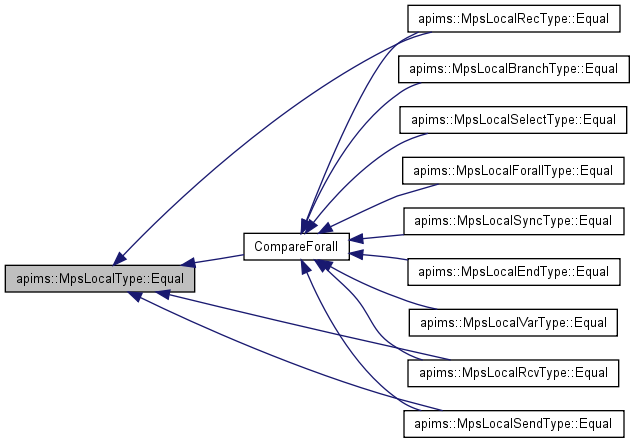 apims::MpsLocalRecType::Equal
apims::MpsLocalBranchType::Equal
apims::MpsLocalSelectType::Equal
apims::MpsLocalForallType::Equal
apims::MpsLocalSyncType::Equal
CompareForall
apims::MpsLocalType::Equal
apims::MpsLocalEndType::Equal
apims::MpsLocalVarType::Equal
apims::MpsLocalRcvType::Equal
apims::MpsLocalSendType::Equal